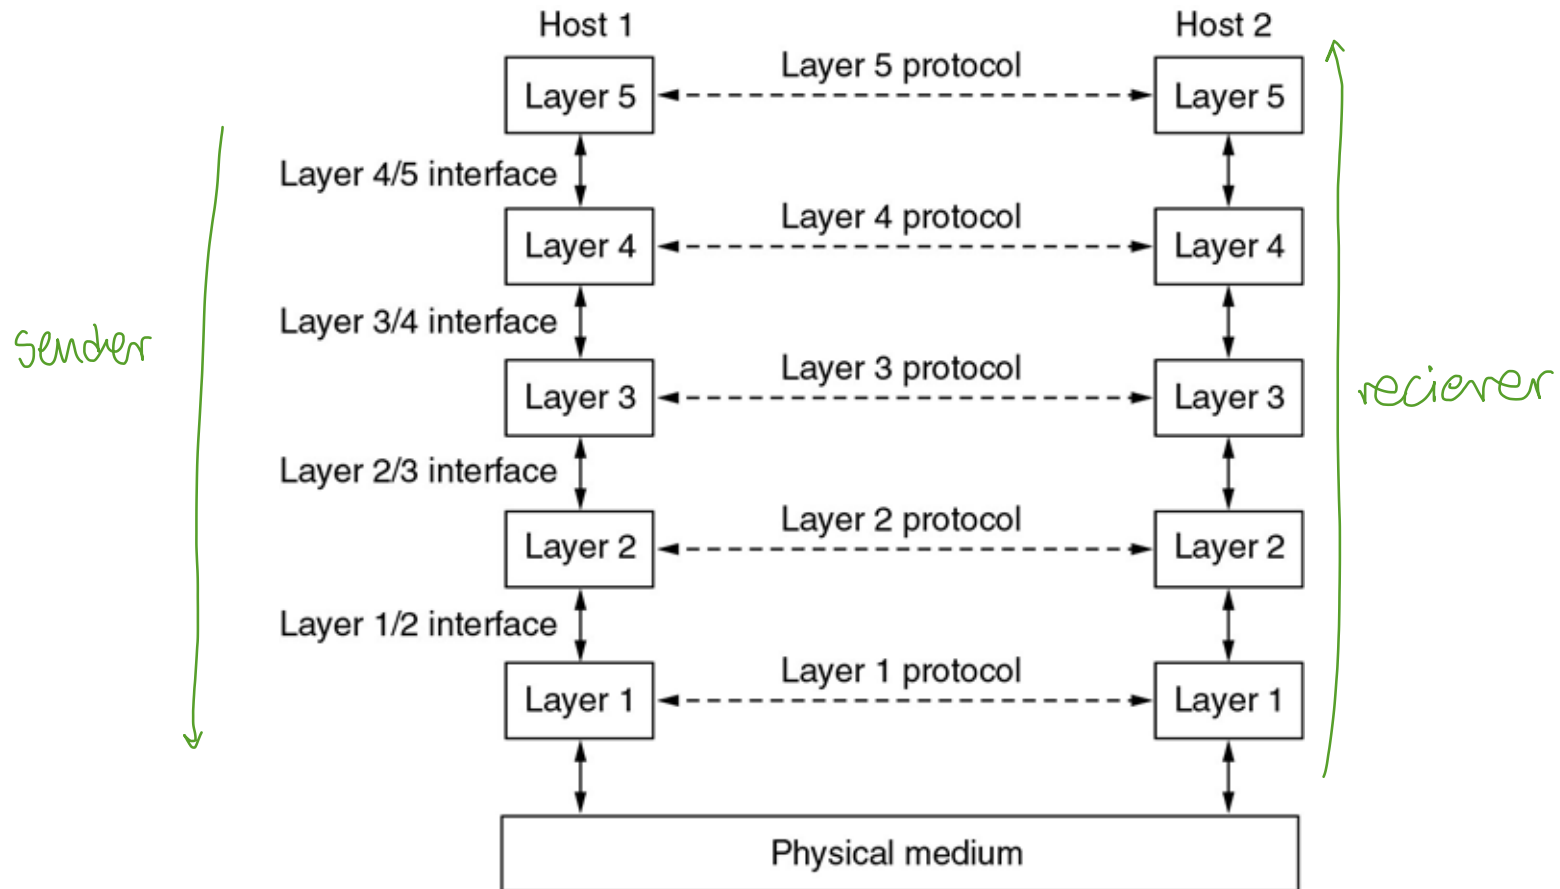 Host 1
Host 2
Layer 5
Layer 5 protocol
Layer 5
Layer 4/5 interface
Layer 4
Layer 4 protocol
Layer 4
Layer 3/4 interface
sender
Layer 3
Layer 3 protocol
Layer 3
reciever
Layer 2/3 interface
Layer 2
Layer 2 protocol
Layer 2
Layer 1/2 interface
Layer 1
Layer 1 protocol
Layer 1
Physical medium